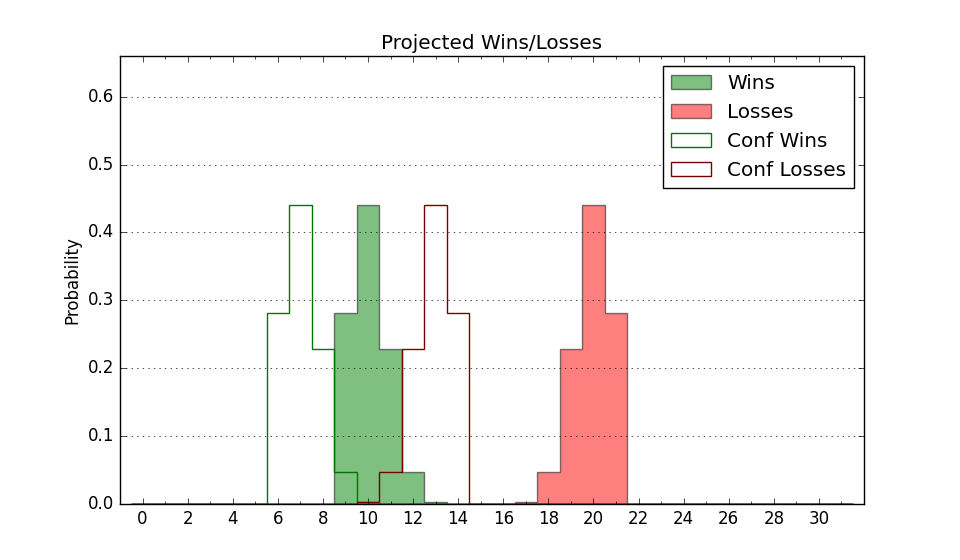 Projected Wins/Losses
Wins
Losses
Conf Wins
Conf Losses
Probability
0.6
0.5
0.4
0.3
0.2
0.1
0.0
0 2 4 6 8 10 12 14 16 18 20 22 24 26 28 30